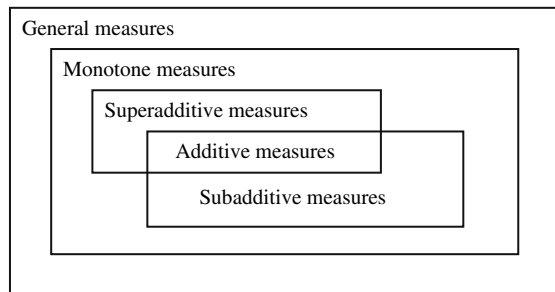 General measures
Monotone measures
Superadditive measures
Additive measures
Subadditive measures